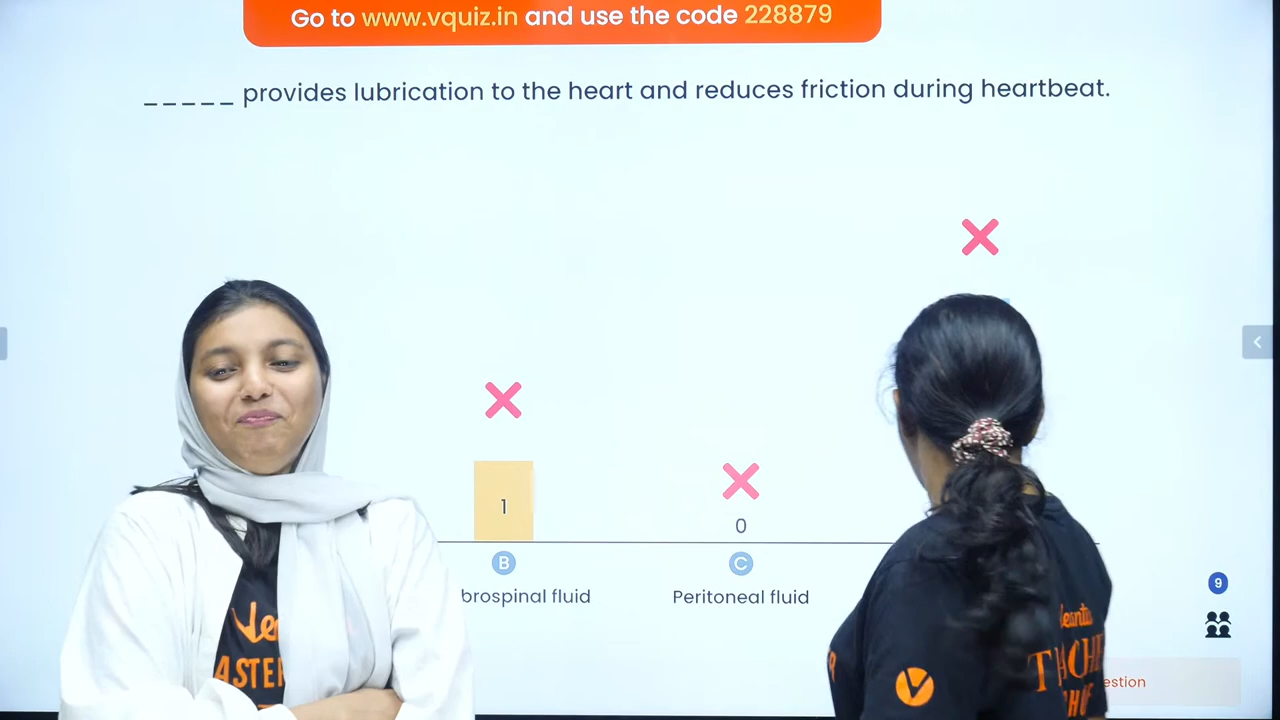 Go to www.vquiz.in and use the code 228879
_____ provides lubrication to the heart and reduces friction during heartbeat.
1
0
B
C
brospinal fluid
Peritoneal fluid
9
estion
ASTER